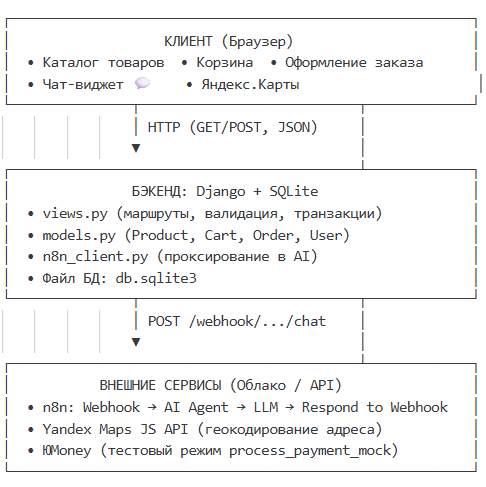 КЛИЕНТ (Браузер)
• Каталог товаров • Корзина • Оформление заказа
• Чат-виджет 💬 • Яндекс.Карты
HTTP (GET/POST, JSON)
▼
БЭКЕНД: Django + SQLite
• views.py (маршруты, валидация, транзакции)
• models.py (Product, Cart, Order, User)
• n8n_client.py (проксирование в AI)
• Файл БД: db.sqlite3
POST /webhook/.../chat
▼
ВНЕШНИЕ СЕРВИСЫ (Облако / API)
• n8n: Webhook → AI Agent → LLM → Respond to Webhook
• Yandex Maps JS API (геокодирование адреса)
• ЮMoney (тестовый режим process_payment_mock)